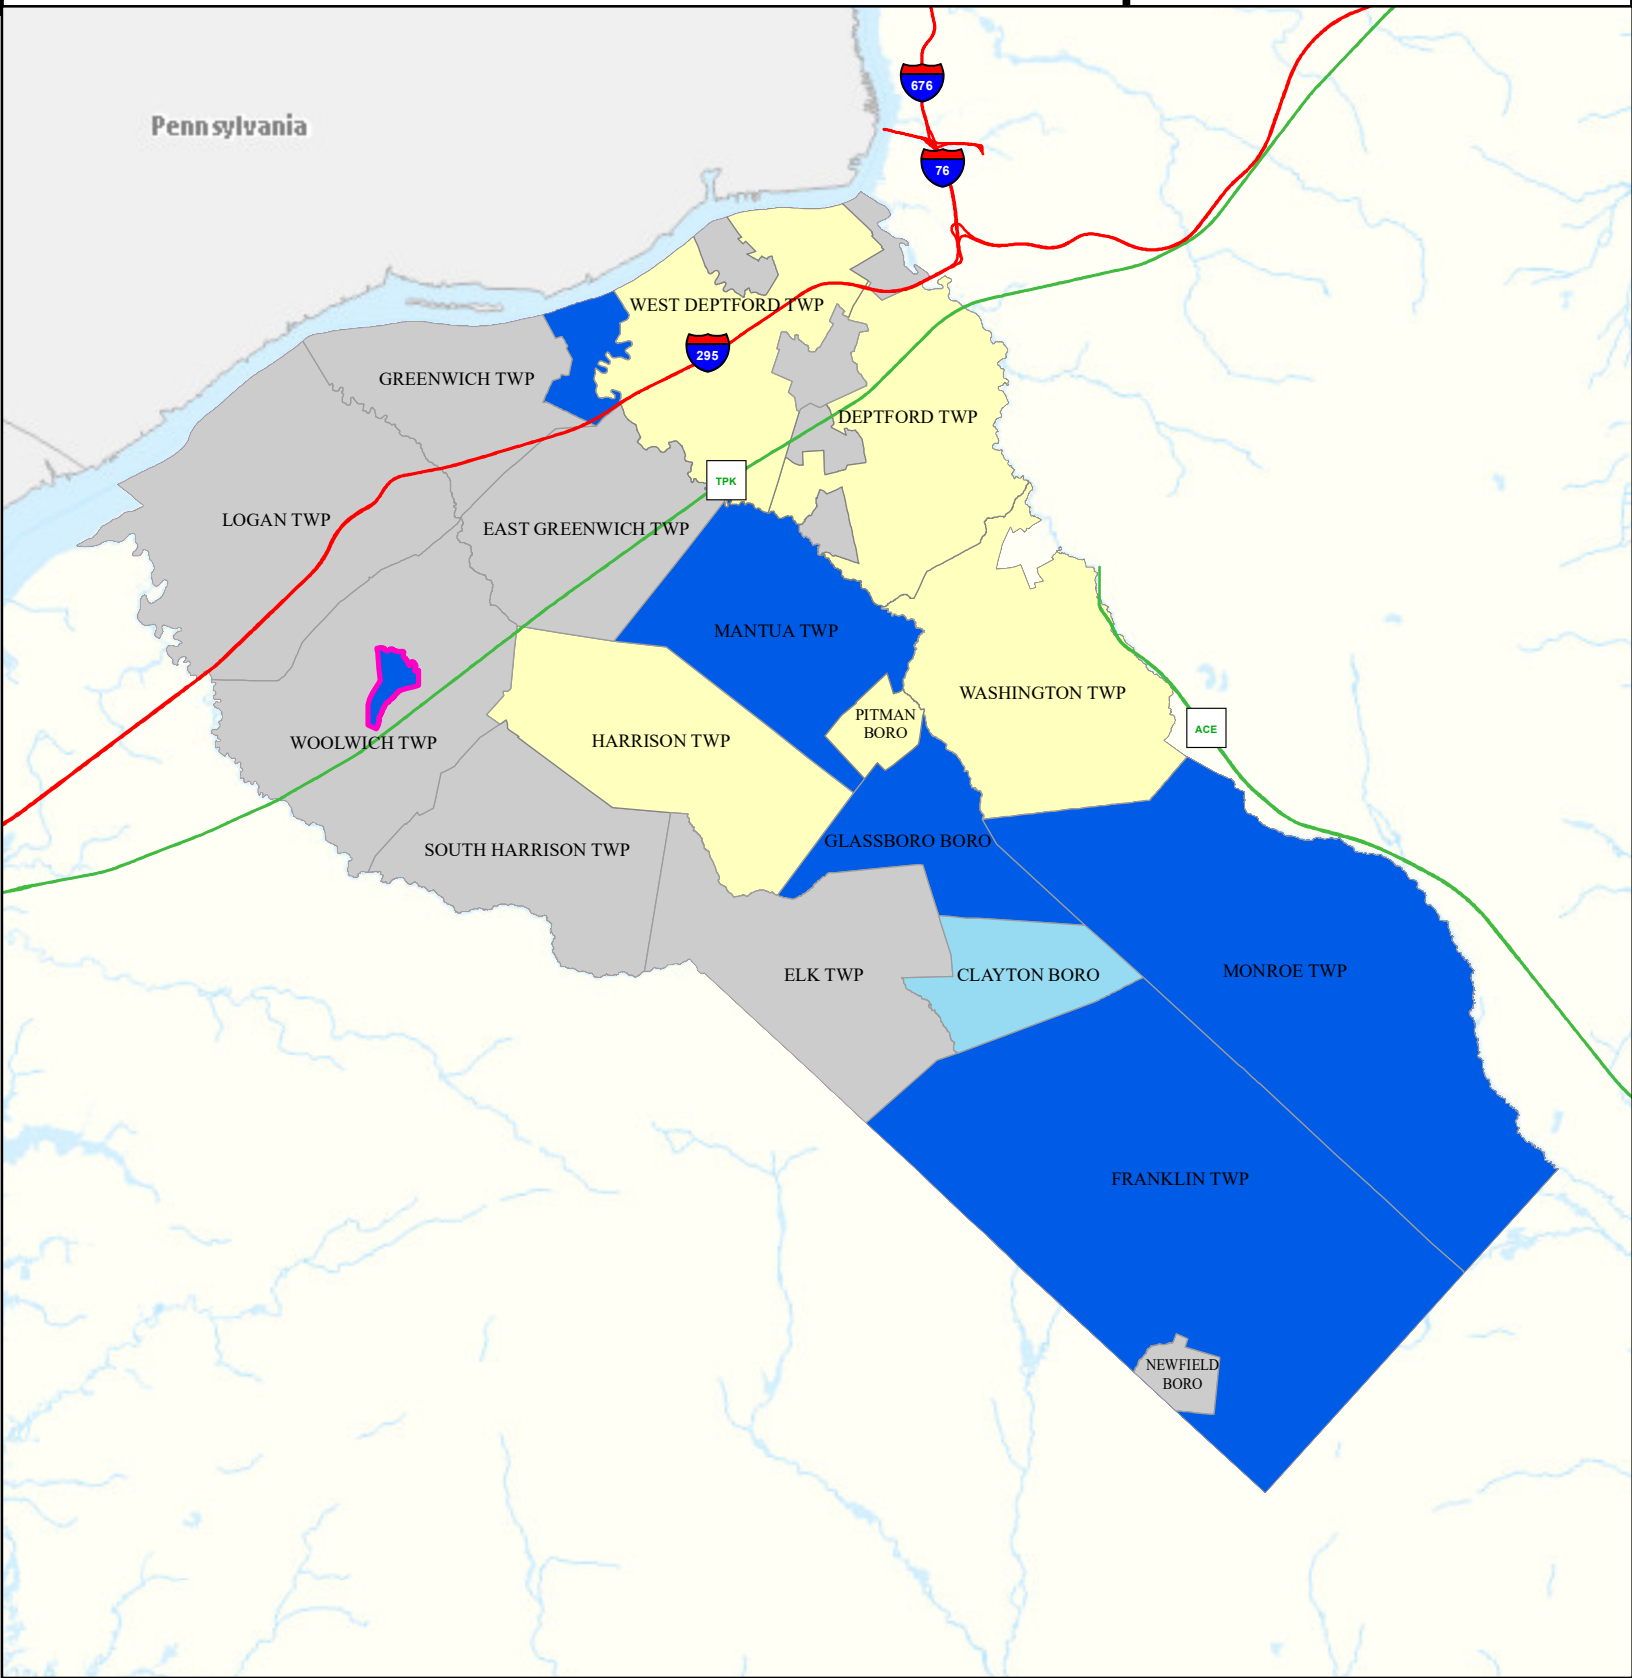 676
Pennsylvania
76
WEST DEPTFORD TWP
295
GREENWICH TWP
DEPTFORD TWP
TPK
LOGAN TWP
EAST GREENWICH TWP
MANTUA TWP
WASHINGTON TWP
PITMAN
BORO
ACE
WOOLWICH TWP
HARRISON TWP
GLASSBORO BORO
SOUTH HARRISON TWP
ELK TWP
CLAYTON BORO
MONROE TWP
FRANKLIN TWP
NEWFIELD
BORO